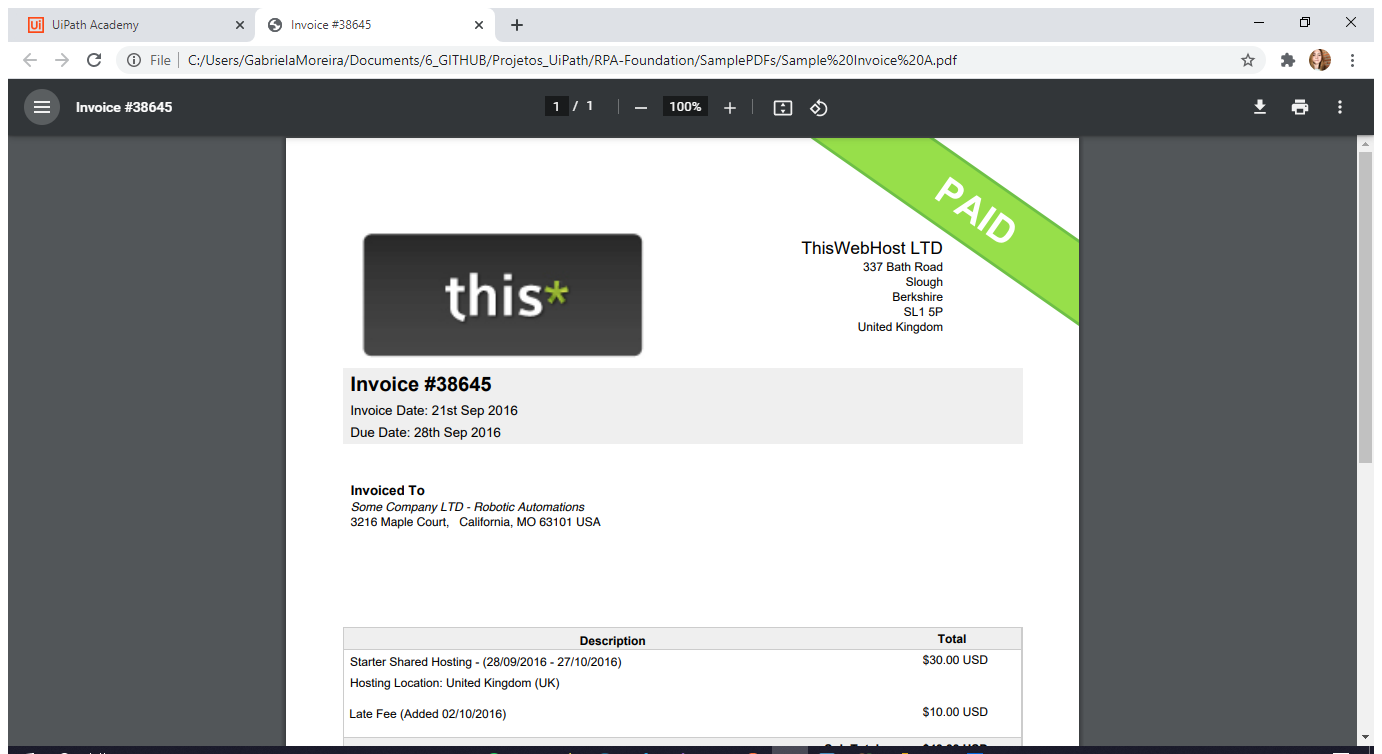 UiPath Academy
Invoice #38645
File C:/Users/GabrielaMoreira/Documents/6_GITHUB/Projetos_UiPath/RPA-Foundation/SamplePDFs/Sample%20Invoice%20A.pdf
Invoice #38645
1 / 1
100%
PAID
this*
ThisWebHost LTD
337 Bath Road
Slough
Berkshire
SL1 5P
United Kingdom
Invoice #38645
Invoice Date: 21st Sep 2016
Due Date: 28th Sep 2016
Invoiced To
Some Company LTD - Robotic Automations
3216 Maple Court, California, MO 63101 USA
Description Total
Starter Shared Hosting - (28/09/2016 - 27/10/2016) $30.00 USD
Hosting Location: United Kingdom (UK)
Late Fee (Added 02/10/2016) $10.00 USD